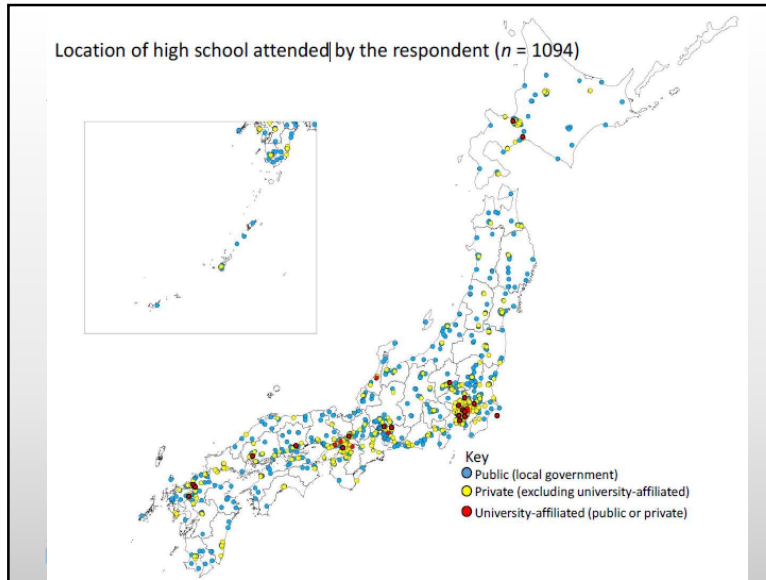 Location of high school attended by the respondent (n = 1094)
Key
Public (local government)
Private (excluding university-affiliated)
University-affiliated (public or private)